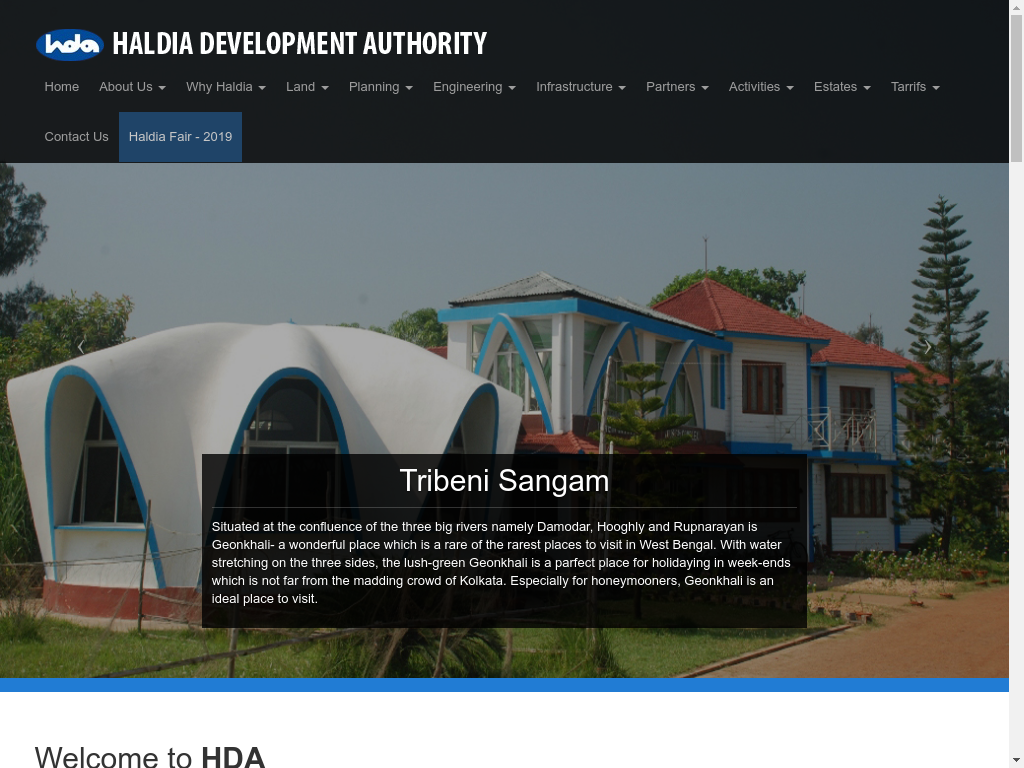 hda HALDIA DEVELOPMENT AUTHORITY
Home About Us Why Haldia Land Planning Engineering Infrastructure Partners Activities Estates Tarrifs
Contact Us Haldia Fair - 2019
Tribeni Sangam
Situated at the confluence of the three big rivers namely Damodar, Hooghly and Rupnarayan is
Geonkhali- a wonderful place which is a rare of the rarest places to visit in West Bengal. With water
stretching on the three sides, the lush-green Geonkhali is a parfect place for holidaying in week-ends
which is not far from the madding crowd of Kolkata. Especially for honeymooners, Geonkhali is an
ideal place to visit.
Welcome to HDA